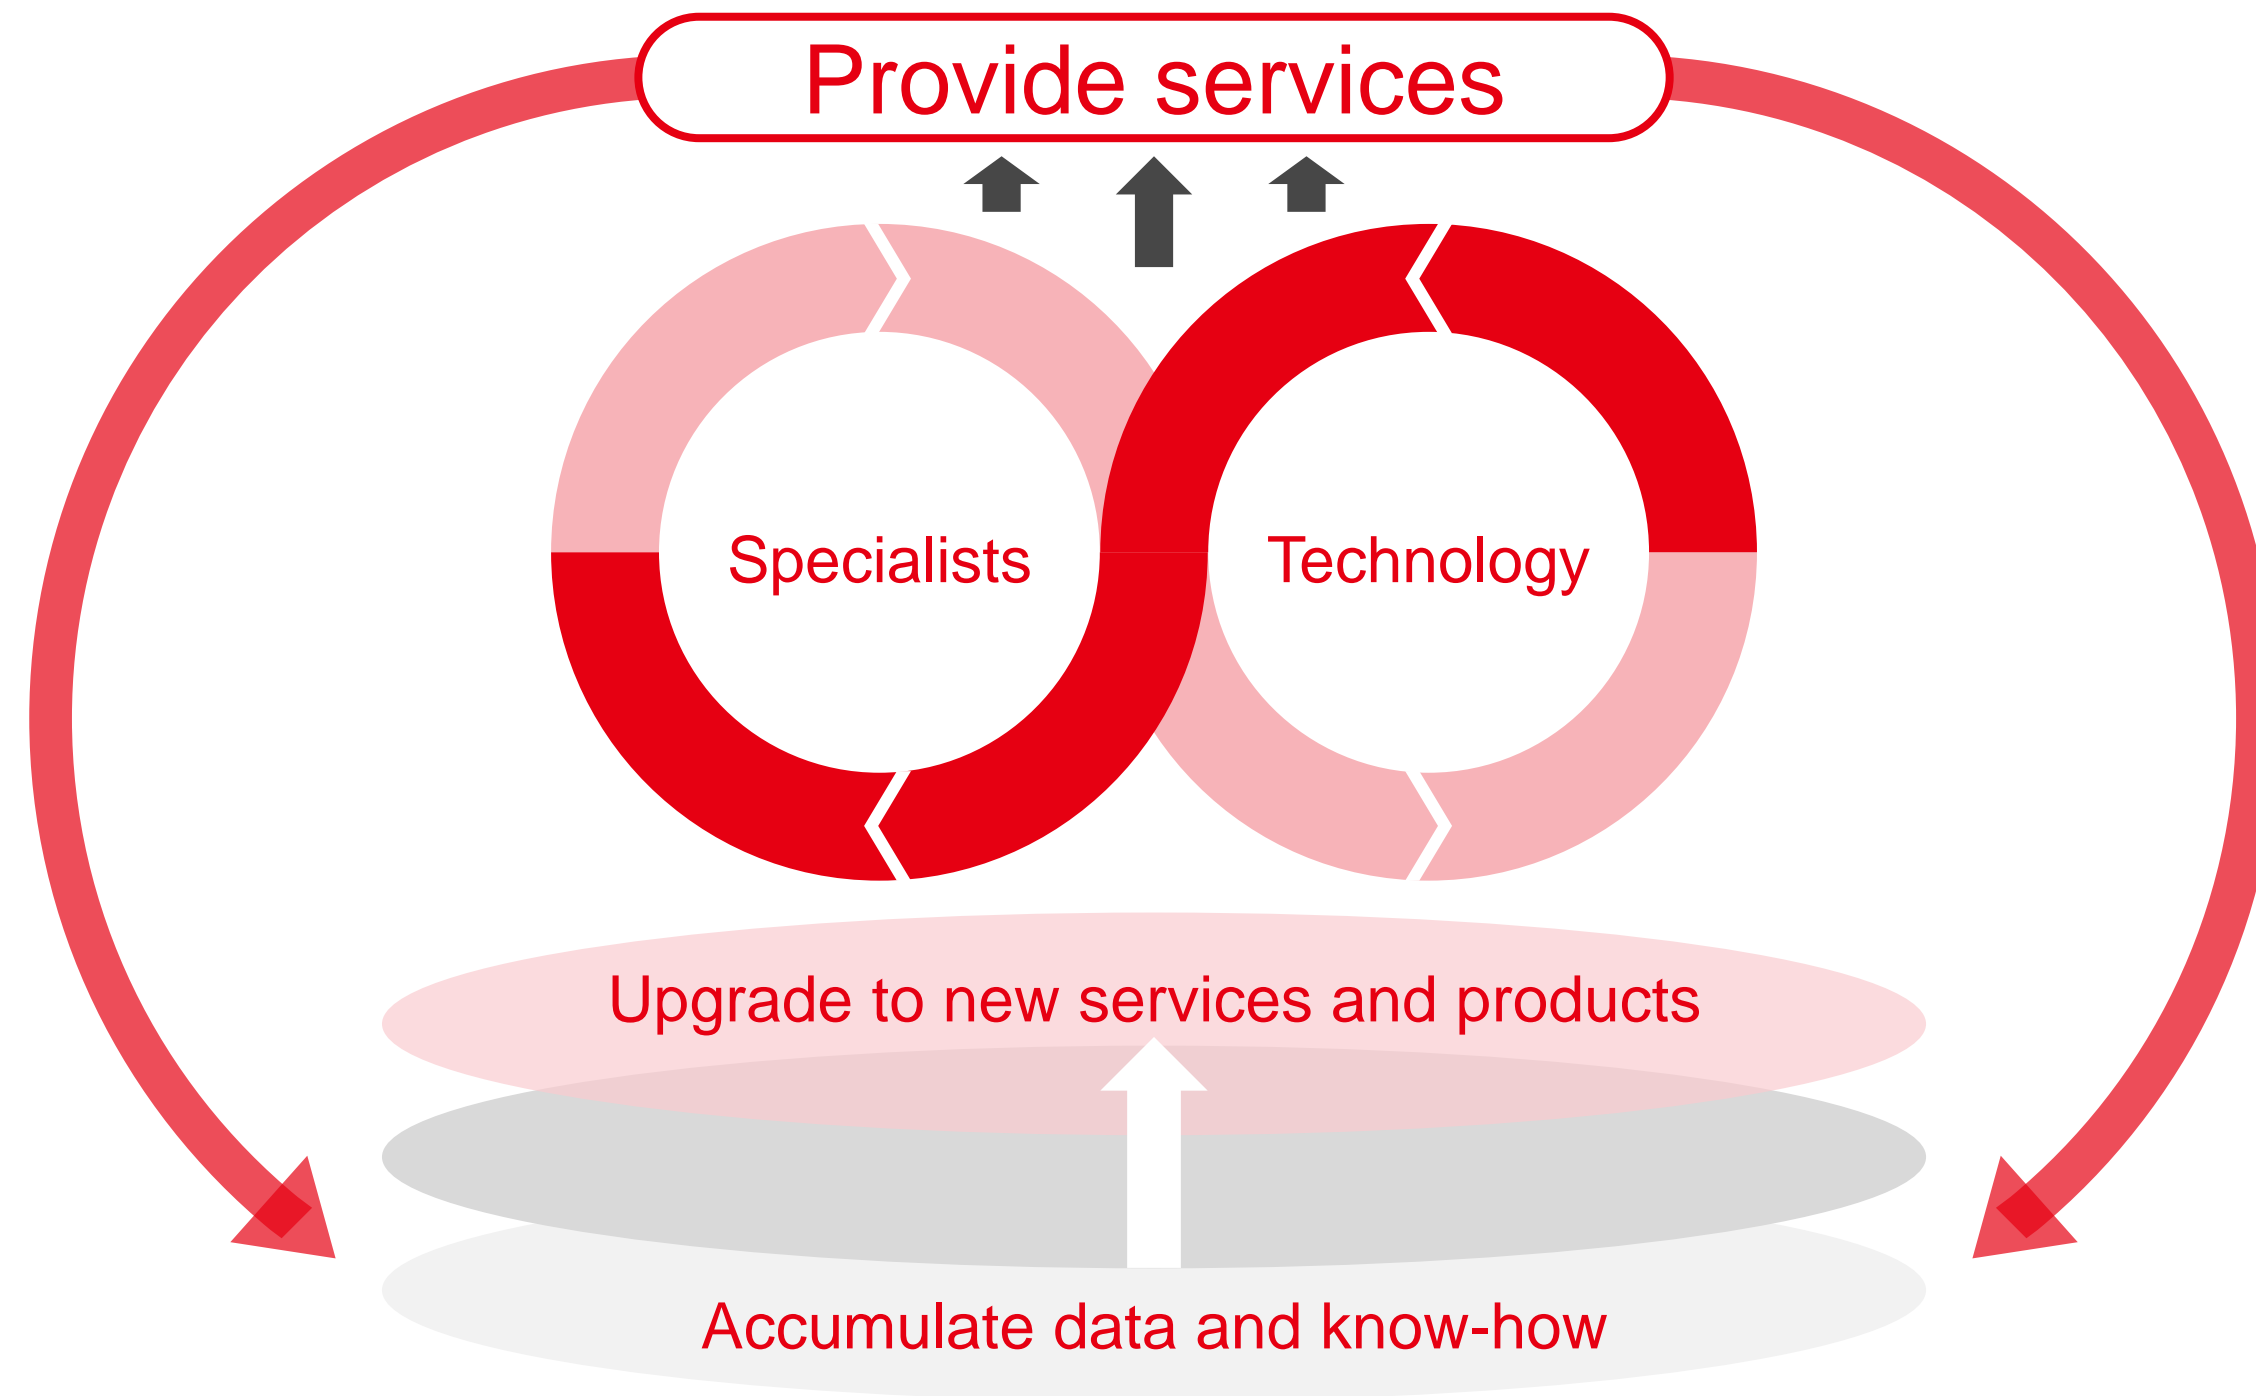 Provide services
Specialists
Technology
Upgrade to new services and products
Accumulate data and know-how